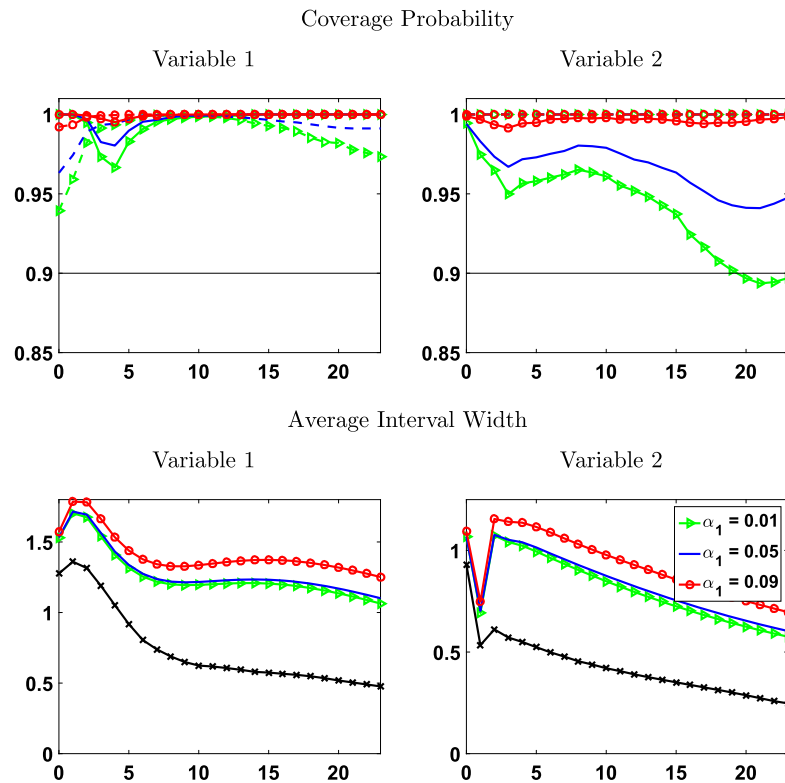 Coverage Probability
Variable 1 Variable 2
1 1
0.95 0.95
0.9 0.9
0.85 0.85
0 5 10 15 20 0 5 10 15 20
Average Interval Width
Variable 1 Variable 2
α1 = 0.01
α1 = 0.05
α1 = 0.09
1.5 1
1 0.5
0.5 0
0
0 5 10 15 20 0 5 10 15 20